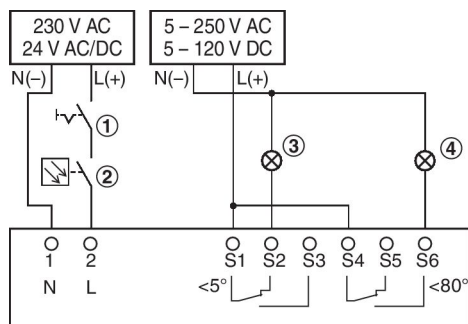 230 V AC
24 V AC/DC
5 – 250 V AC
5 – 120 V DC
N(–) L(+)
N(–) L(+)
1
2
3
4
1 2 S1 S2 S3 S4 S5 S6
N L <5° <80°